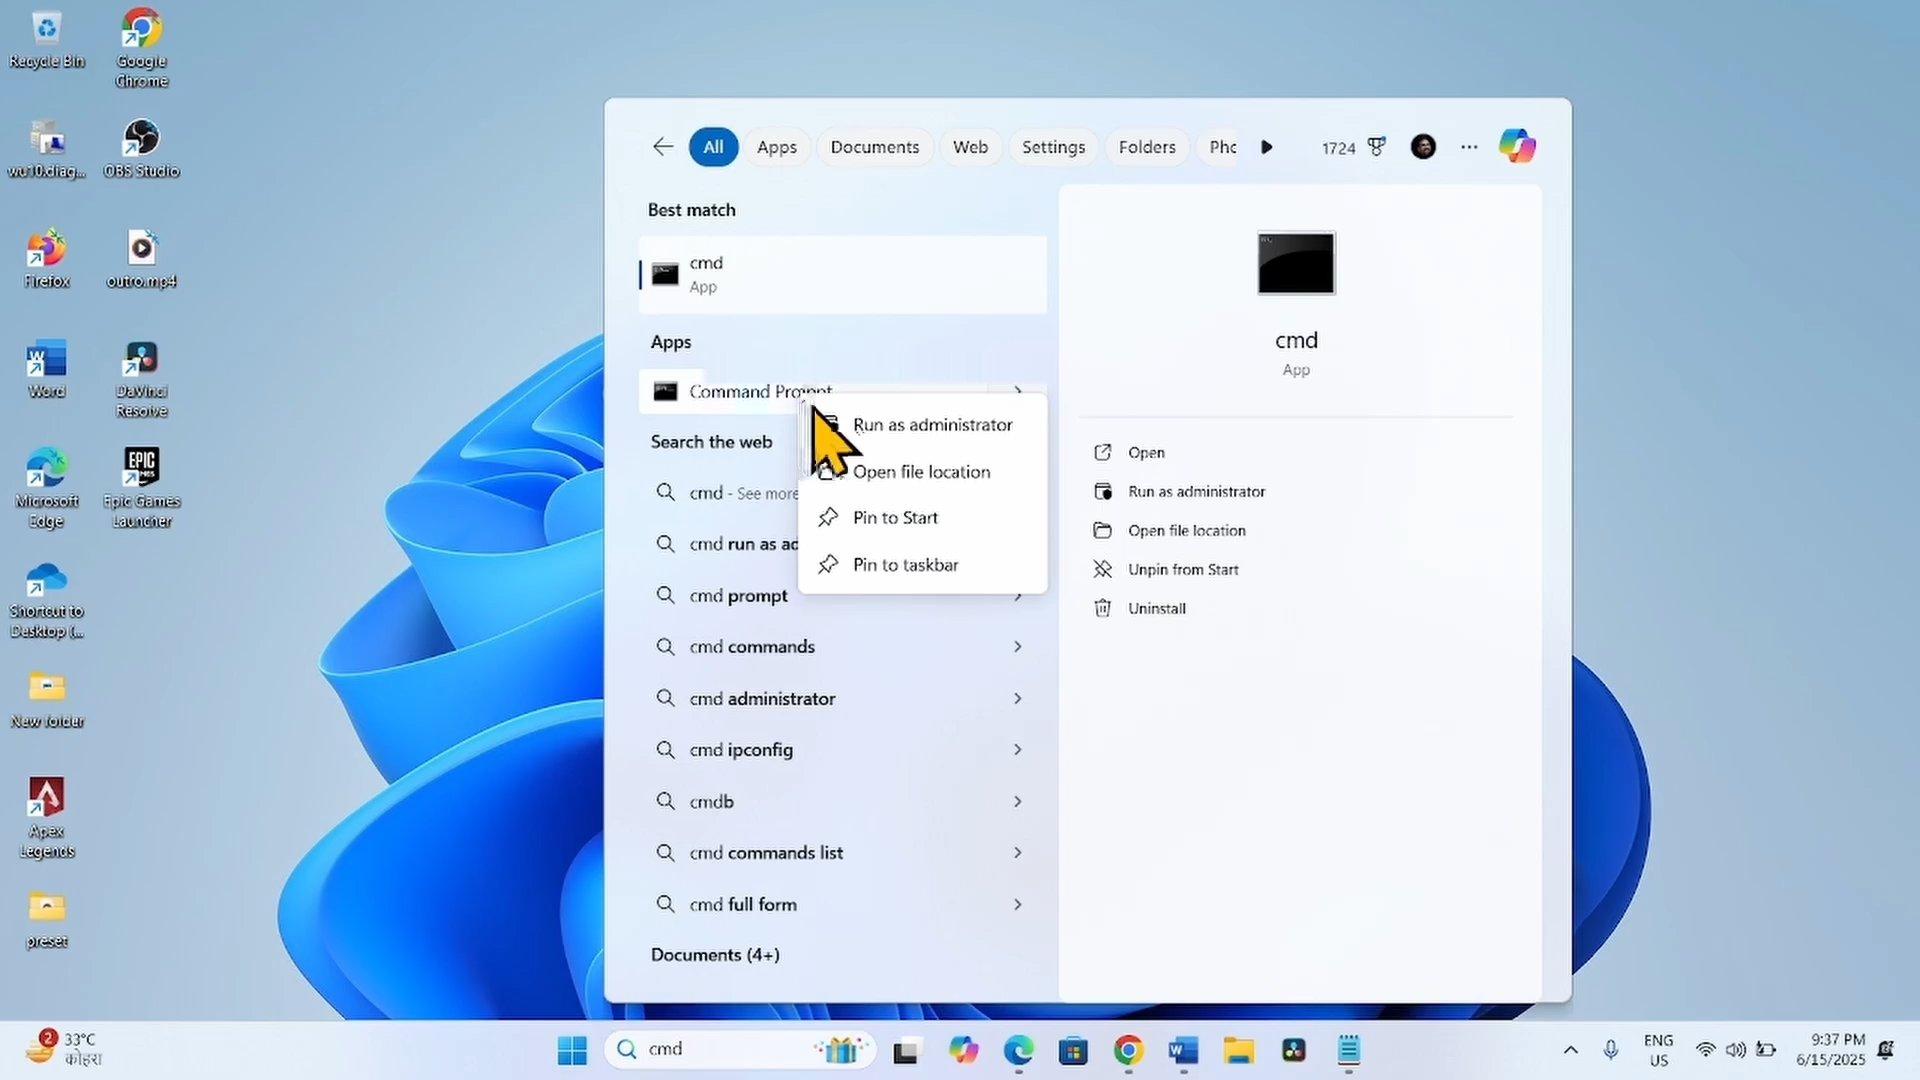 Recycle Bin
Google
Chrome
wu10.diag...
OBS Studio
Firefox
outro.mp4
Word
DaVinci
Resolve
Microsoft
Edge
Epic Games
Launcher
Shortcut to
Desktop (...
New folder
Apex
Legends
preset
All
Apps
Documents
Web
Settings
Folders
Pho
1724
Best match
cmd
App
Apps
Command Prompt
Search the web
cmd - See more
cmd run as ad
cmd prompt
cmd commands
cmd administrator
cmd ipconfig
cmdb
cmd commands list
cmd full form
Documents (4+)
Run as administrator
Open file location
Pin to Start
Pin to taskbar
cmd
App
Open
Run as administrator
Open file location
Unpin from Start
Uninstall
2
33°C
कोहरा
cmd
ENG
US
9:37 PM
6/15/2025